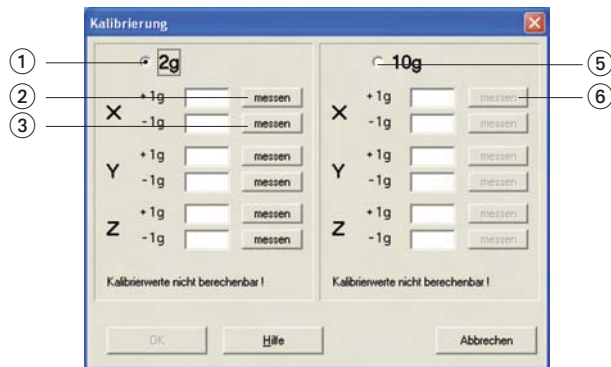 Kalibrierung
① 2g 10g ⑤
② +1g messen +1g messen ⑥
X X
③ -1g messen -1g messen
+1g messen +1g messen
Y Y
-1g messen -1g messen
+1g messen +1g messen
Z Z
-1g messen -1g messen
Kalibrierwerte nicht berechenbar ! Kalibrierwerte nicht berechenbar !
OK Hilfe Abbrechen